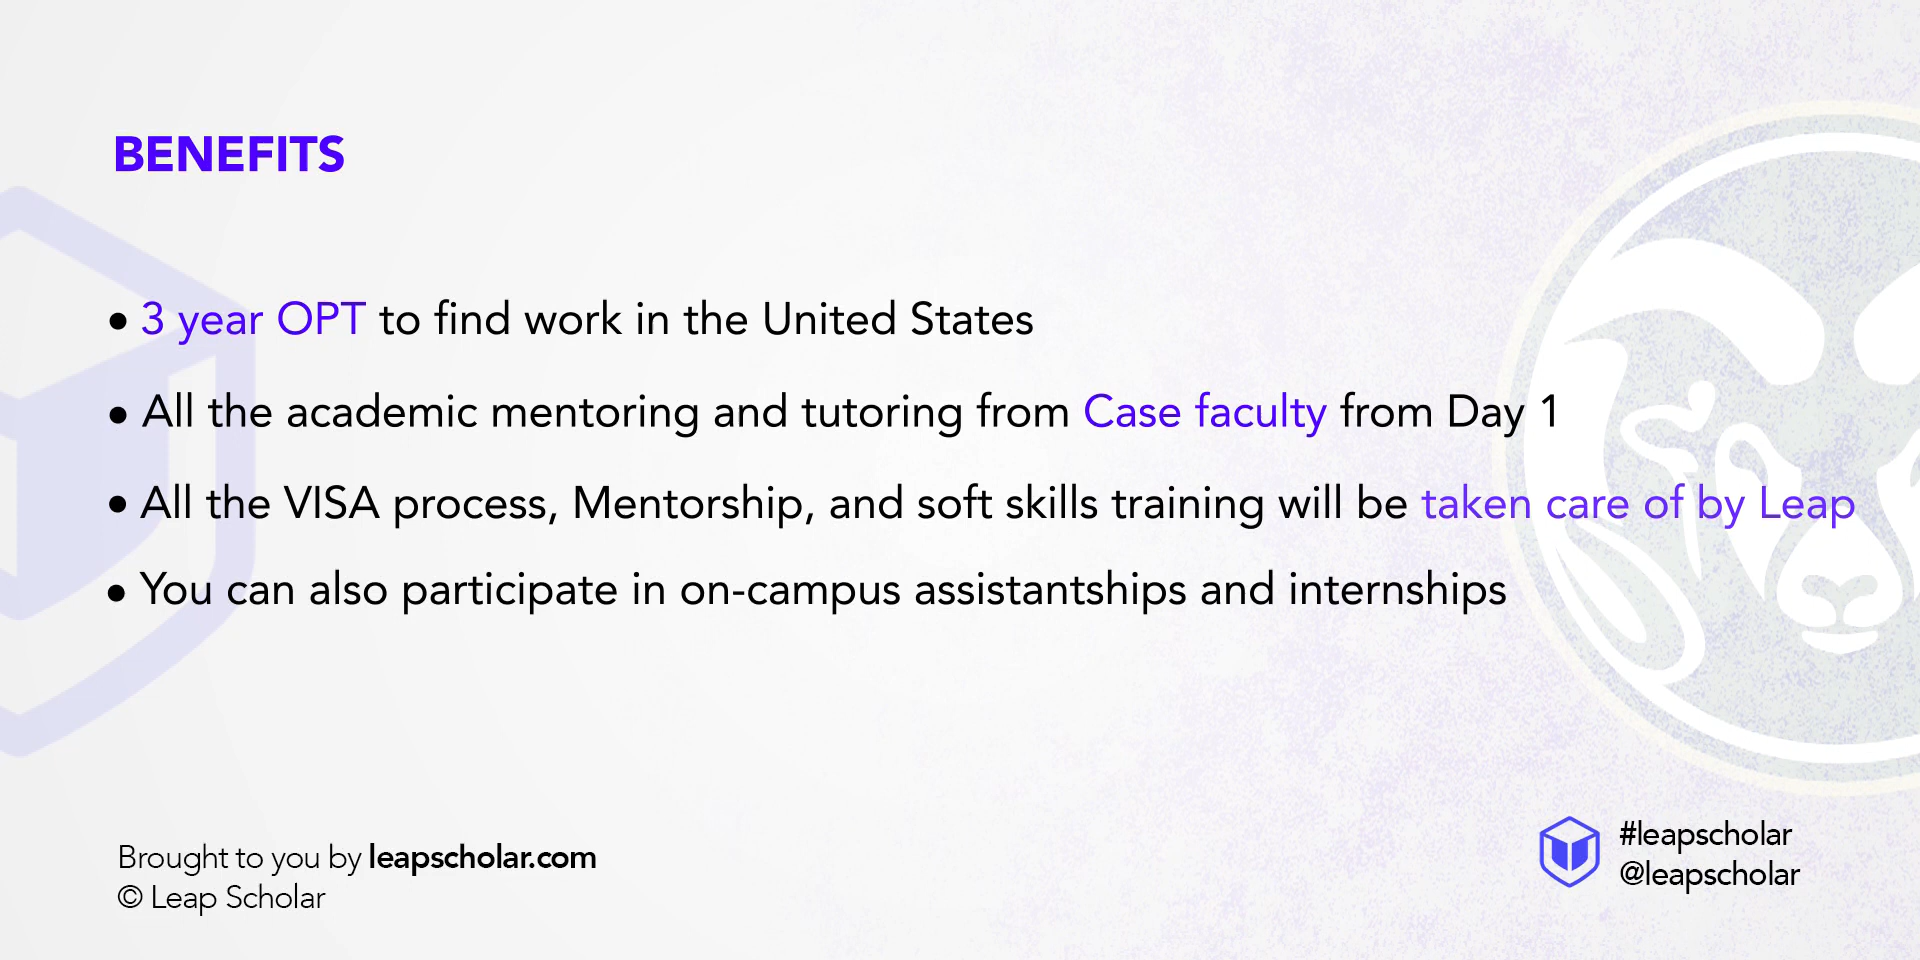 BENEFITS
• 3 year OPT to find work in the United States
• All the academic mentoring and tutoring from Case faculty from Day 1
• All the VISA process, Mentorship, and soft skills training will be taken care of by Leap
• You can also participate in on-campus assistantships and internships
Brought to you by leapscholar.com
© Leap Scholar
#leapscholar
@leapscholar